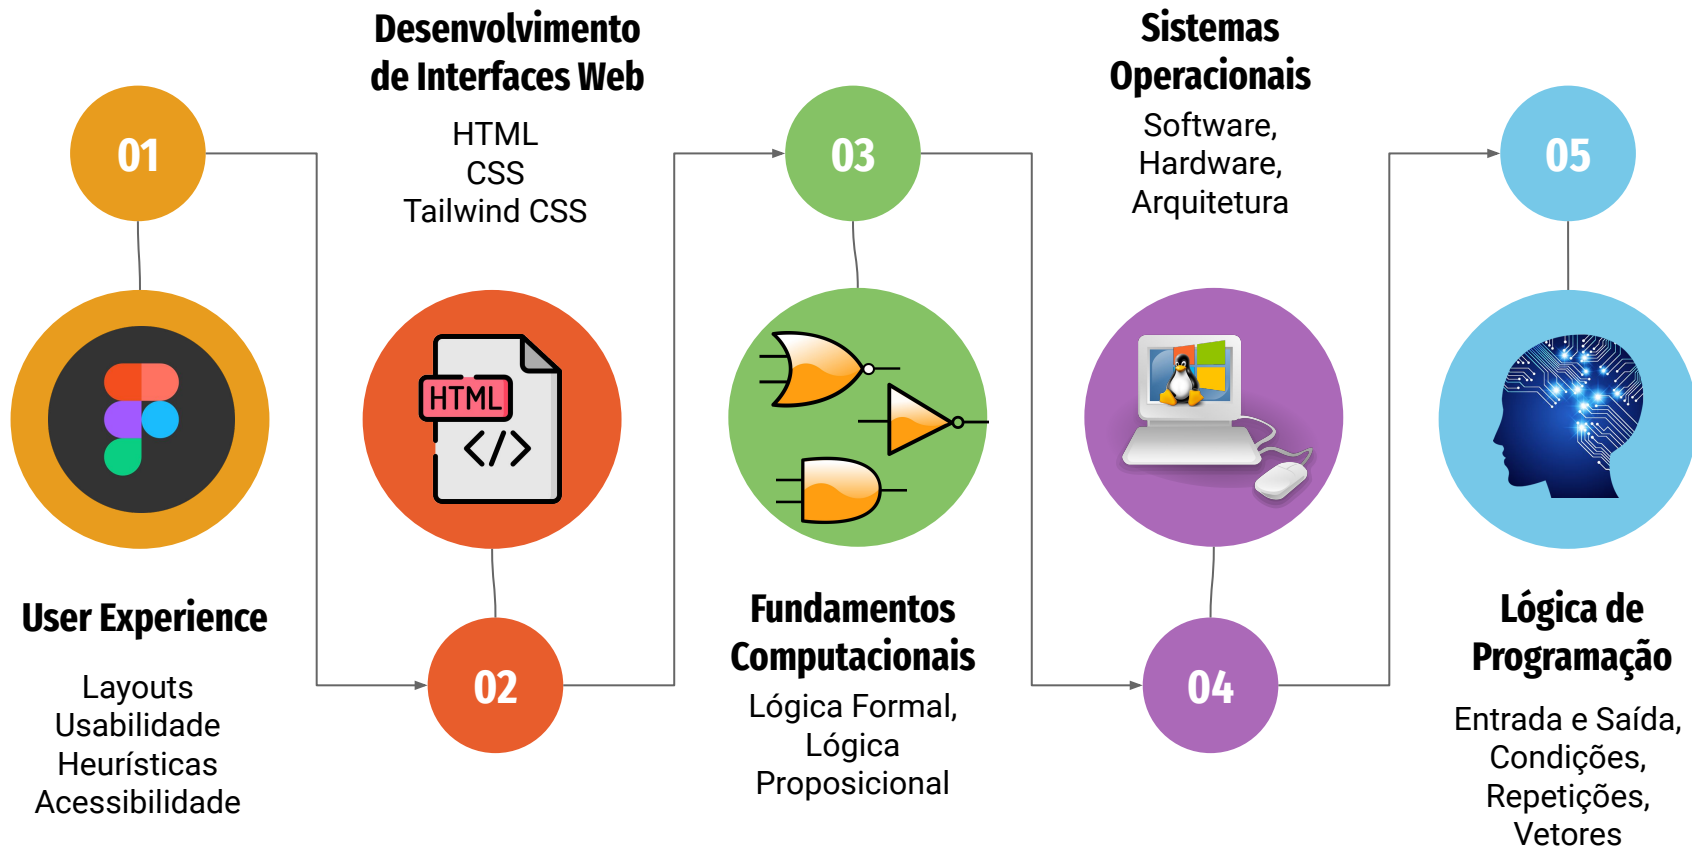 01
User Experience
Layouts
Usabilidade
Heurísticas
Acessibilidade
Desenvolvimento
de Interfaces Web
HTML
CSS
Tailwind CSS
HTML
</>
02
03
Fundamentos
Computacionais
Lógica Formal,
Lógica
Proposicional
Sistemas
Operacionais
Software,
Hardware,
Arquitetura
04
05
Lógica de
Programação
Entrada e Saída,
Condições,
Repetições,
Vetores